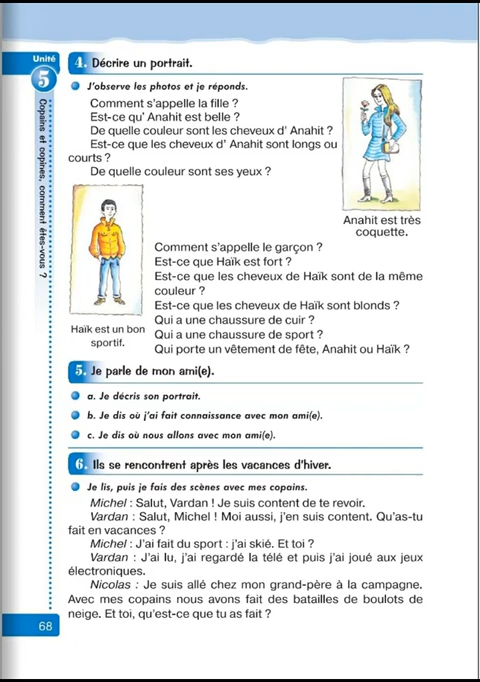 Unité
5
Copains et copines, comment êtes-vous ?
4. Décrire un portrait.
J'observe les photos et je réponds.
Comment s'appelle la fille ?
Est-ce qu' Anahit est belle ?
De quelle couleur sont les cheveux d' Anahit ?
Est-ce que les cheveux d' Anahit sont longs ou
courts ?
De quelle couleur sont ses yeux ?
Anahit est très
coquette.
Comment s'appelle le garçon ?
Est-ce que Haïk est fort ?
Est-ce que les cheveux de Haïk sont de la même
couleur ?
Est-ce que les cheveux de Haïk sont blonds ?
Qui a une chaussure de cuir ?
Qui a une chaussure de sport ?
Qui porte un vêtement de fête, Anahit ou Haïk ?
Haïk est un bon
sportif.
5. Je parle de mon ami(e).
a. Je décris son portrait.
b. Je dis où j'ai fait connaissance avec mon ami(e).
c. Je dis où nous allons avec mon ami(e).
6. Ils se rencontrent après les vacances d'hiver.
Je lis, puis je fais des scènes avec mes copains.
Michel : Salut, Vardan ! Je suis content de te revoir.
Vardan : Salut, Michel ! Moi aussi, j'en suis content. Qu'as-tu
fait en vacances ?
Michel : J'ai fait du sport : j'ai skié. Et toi ?
Vardan : J'ai lu, j'ai regardé la télé et puis j'ai joué aux jeux
électroniques.
Nicolas : Je suis allé chez mon grand-père à la campagne.
Avec mes copains nous avons fait des batailles de boulots de
neige. Et toi, qu'est-ce que tu as fait ?
68